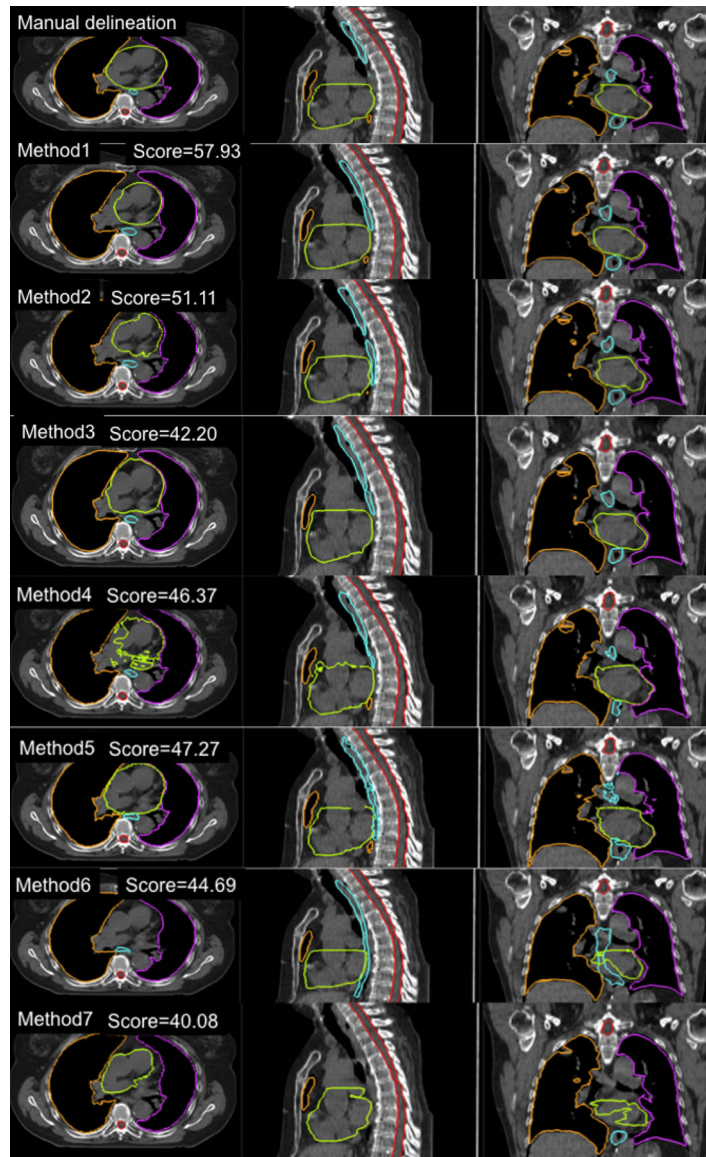 Manual delineation
Method1 Score=57.93
Method2 Score=51.11
Method3 Score=42.20
Method4 Score=46.37
Method5 Score=47.27
Method6 Score=44.69
Method7 Score=40.08